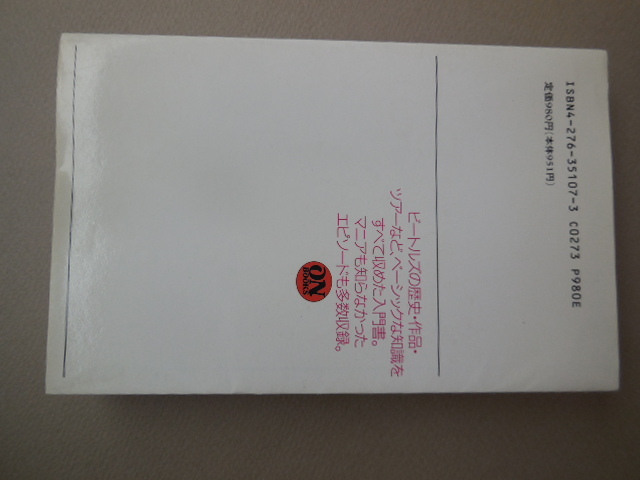 ISBN4-276-35107-3 C0273 P980E
定価980円(本体951円)
ビートルズの歴史・作品・
ツアーなど、ベーシックな知識を
すべて収めた入門書。
マニアも知らなかった
エピソードも多数収録。
ON
BOOKS